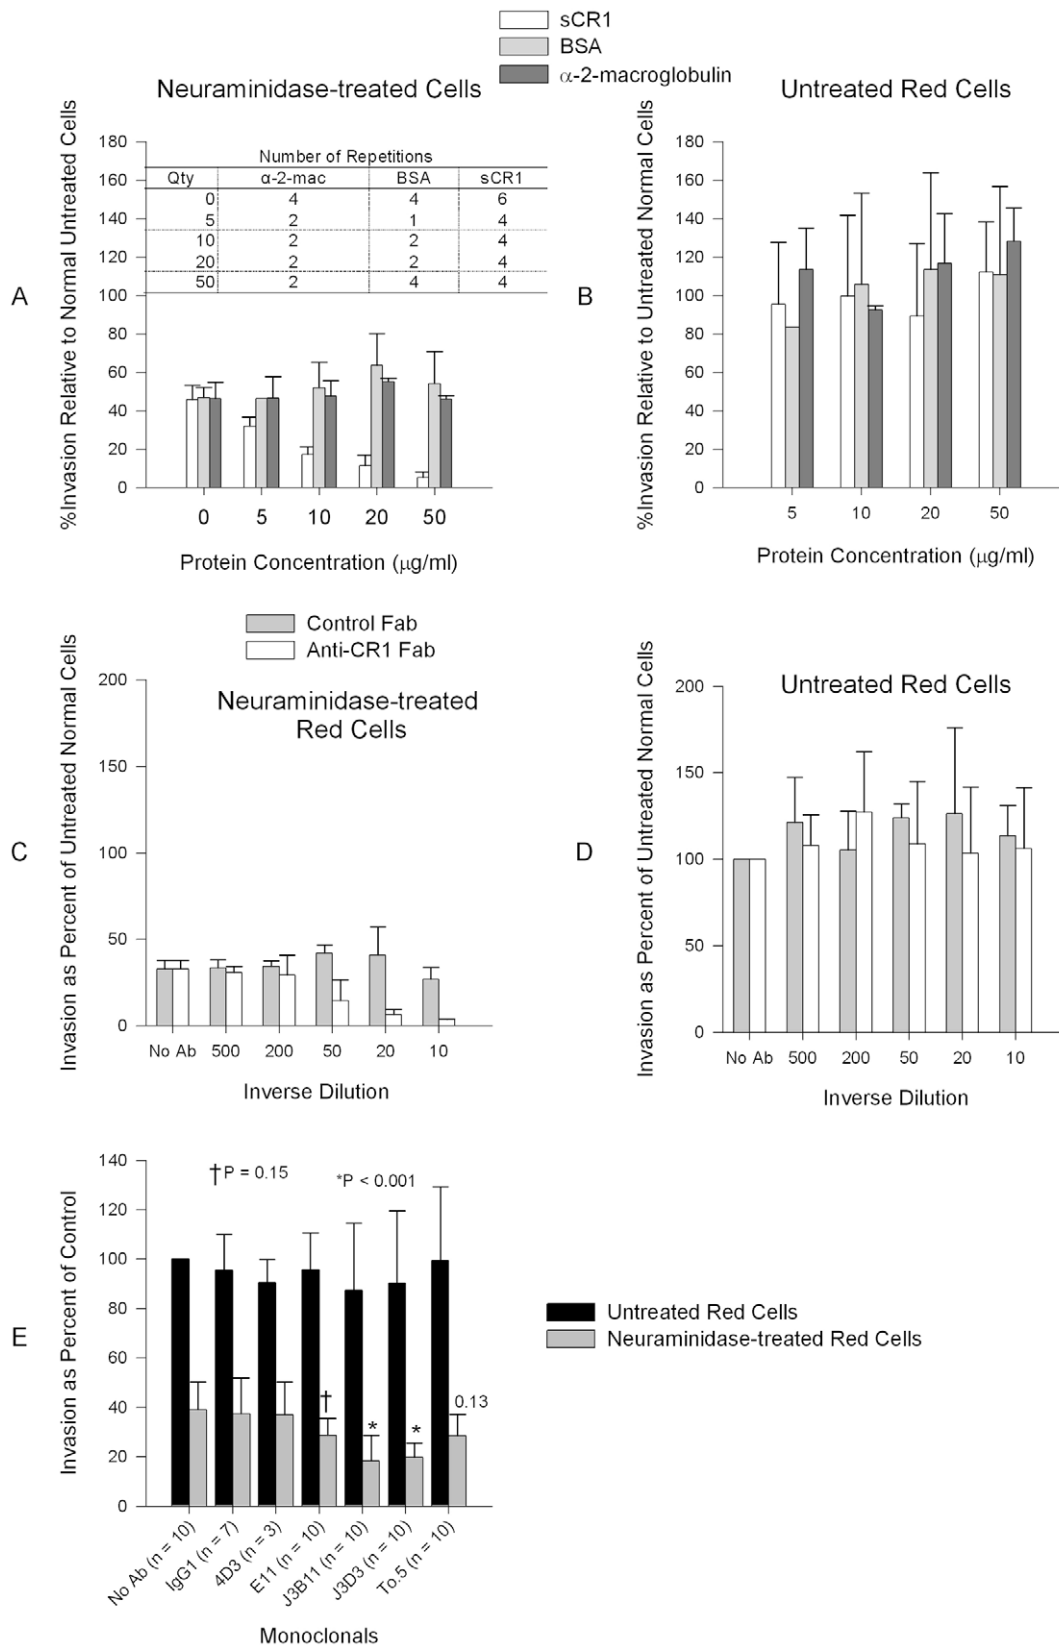 sCR1
BSA
α-2-macroglobulin
Neuraminidase-treated Cells
Untreated Red Cells
A
%Invasion Relative to Normal Untreated Cells
180
160
140
120
100
80
60
40
20
0
Number of Repetitions
Qty α-2-mac BSA sCR1
0 4 4 6
5 2 1 4
10 2 2 4
20 2 2 4
50 2 4 4
0 5 10 20 50
Protein Concentration (μg/ml)
B
%Invasion Relative to Untreated Normal Cells
180
160
140
120
100
80
60
40
20
0
5 10 20 50
Protein Concentration (μg/ml)
Control Fab
Anti-CR1 Fab
C
Invasion as Percent of Untreated Normal Cells
200
150
100
50
0
Neuraminidase-treated
Red Cells
No Ab 500 200 50 20 10
Inverse Dilution
D
Invasion as Percent of Untreated Normal Cells
Untreated Red Cells
200
150
100
50
0
No Ab 500 200 50 20 10
Inverse Dilution
E
Invasion as Percent of Control
140
120
100
80
60
40
20
0
†P = 0.15
*P < 0.001
†
*
*
0.13
No Ab (n = 10)
IgG1 (n = 7)
4D3 (n = 3)
E11 (n = 10)
J3B11 (n = 10)
J3D3 (n = 10)
To.5 (n = 10)
Monoclonals
Untreated Red Cells
Neuraminidase-treated Red Cells